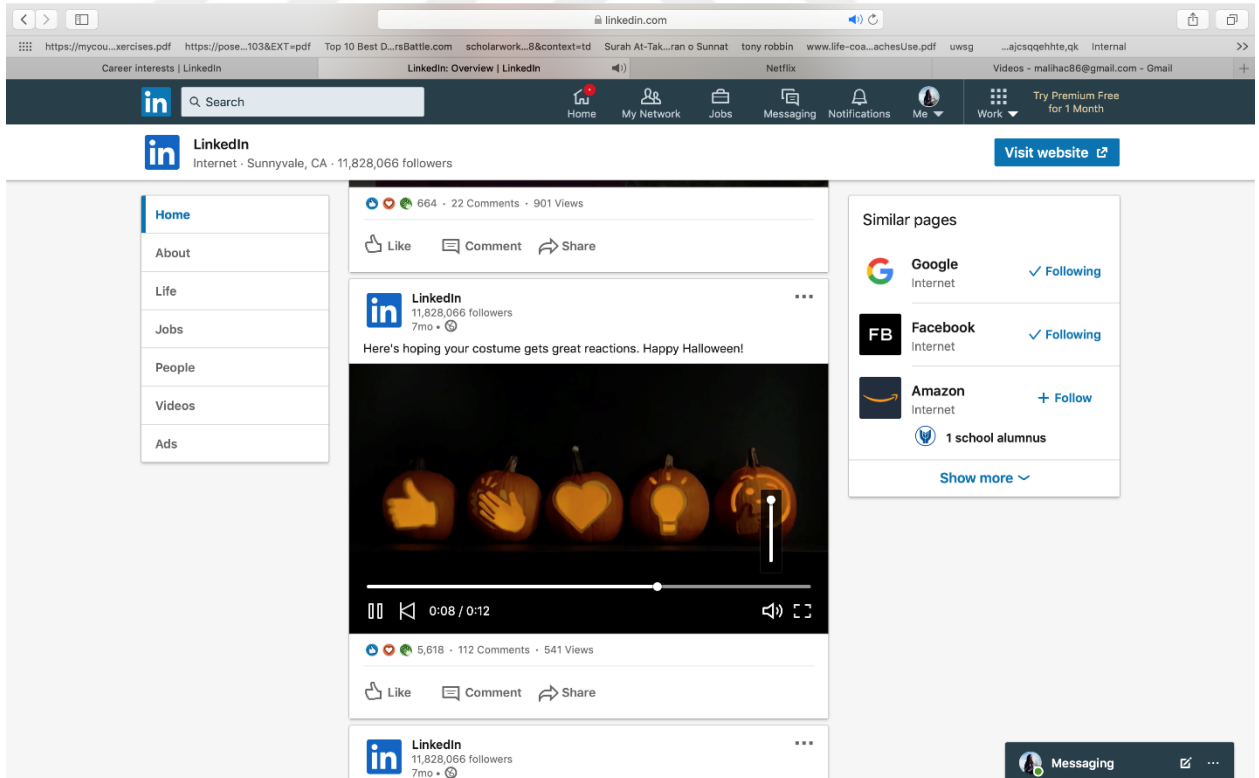 linkedin.com
https://mycou...xercises.pdf https://pose...103&EXT=pdf Top 10 Best D...rsBattle.com scholarwork...8&context=td Surah At-Tak...ran o Sunnat tony robbin www.life-coa...achesUse.pdf uwsg ...ajcsqqehhte,qk Internal >>
Career interests | LinkedIn LinkedIn: Overview | LinkedIn Netflix Videos - malihac86@gmail.com - Gmail +
in Search Home My Network Jobs Messaging Notifications Me Work Try Premium Free
for 1 Month
in LinkedIn
Internet · Sunnyvale, CA · 11,828,066 followers
Visit website
Home
About
Life
Jobs
People
Videos
Ads
664 · 22 Comments · 901 Views
Like Comment Share
in LinkedIn
11,828,066 followers
7mo •
Here's hoping your costume gets great reactions. Happy Halloween!
0:08 / 0:12
5,618 · 112 Comments · 541 Views
Like Comment Share
in LinkedIn
11,828,066 followers
7mo •
Similar pages
Google
Internet
Following
FB Facebook
Internet
Following
Amazon
Internet
+ Follow
1 school alumnus
Show more
Messaging